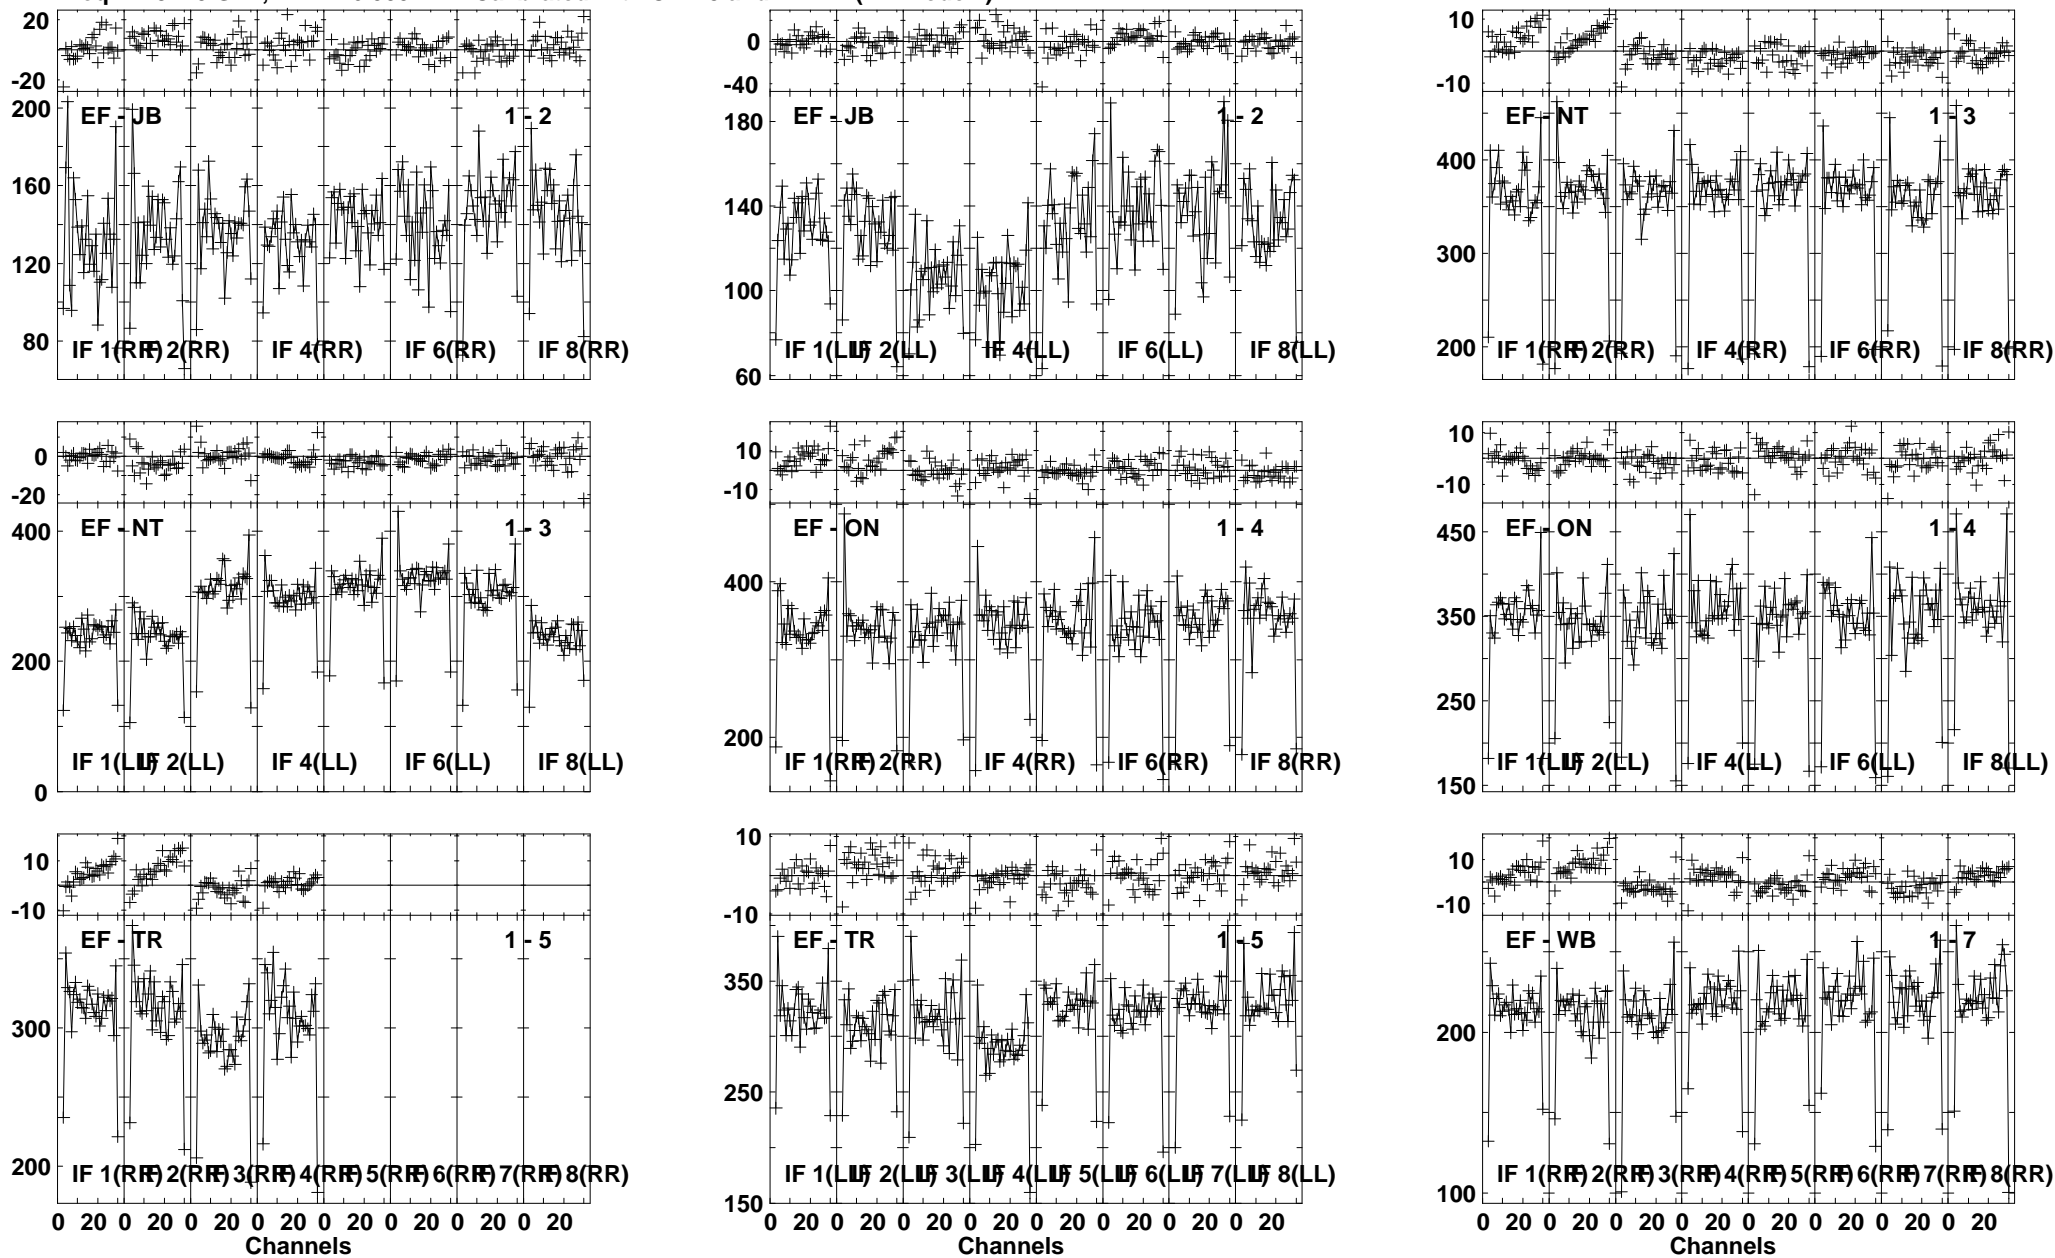 20
0
-20
200
160
120
80
EF - JB
1 - 2
IF 1(RR)
IF 2(RR)
IF 4(RR)
IF 6(RR)
IF 8(RR)
0
-40
180
140
100
60
EF - JB
1 - 2
IF 1(LL)
IF 2(LL)
IF 4(LL)
IF 6(LL)
IF 8(LL)
10
-10
400
300
200
EF - NT
1 - 3
IF 1(RR)
IF 2(RR)
IF 4(RR)
IF 6(RR)
IF 8(RR)
0
-20
400
200
0
EF - NT
1 - 3
IF 1(LL)
IF 2(LL)
IF 4(LL)
IF 6(LL)
IF 8(LL)
10
-10
400
200
EF - ON
1 - 4
IF 1(RR)
IF 2(RR)
IF 4(RR)
IF 6(RR)
IF 8(RR)
10
-10
450
350
250
150
EF - ON
1 - 4
IF 1(LL)
IF 2(LL)
IF 4(LL)
IF 6(LL)
IF 8(LL)
10
-10
300
200
EF - TR
1 - 5
IF 1(RR)
IF 2(RR)
IF 3(RR)
IF 4(RR)
IF 5(RR)
IF 6(RR)
IF 7(RR)
IF 8(RR)
0 20 0 20 0 20 0 20 0 20 0 20 0 20 0 20
Channels
10
-10
350
250
150
EF - TR
1 - 5
IF 1(LL)
IF 2(LL)
IF 3(LL)
IF 4(LL)
IF 5(LL)
IF 6(LL)
IF 7(LL)
IF 8(LL)
0 20 0 20 0 20 0 20 0 20 0 20 0 20 0 20
Channels
10
-10
200
100
EF - WB
1 - 7
IF 1(RR)
IF 2(RR)
IF 3(RR)
IF 4(RR)
IF 5(RR)
IF 6(RR)
IF 7(RR)
IF 8(RR)
0 20 0 20 0 20 0 20 0 20 0 20 0 20 0 20
Channels